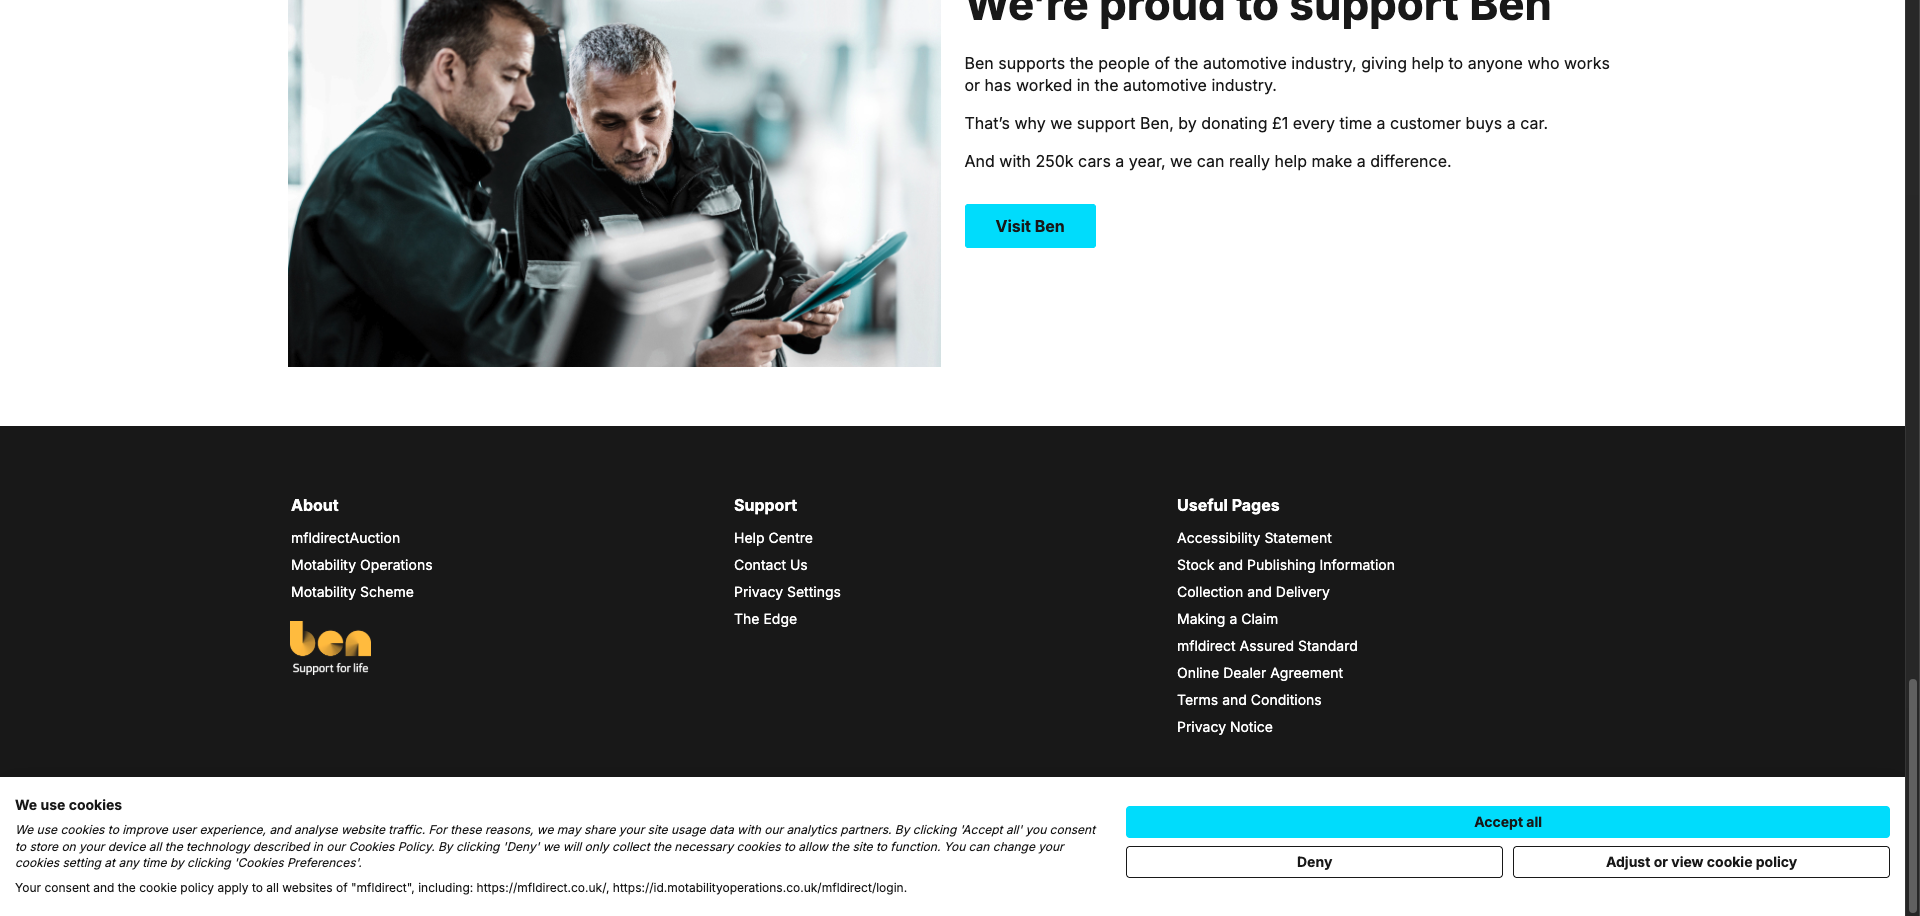 We're proud to support Ben
Ben supports the people of the automotive industry, giving help to anyone who works
or has worked in the automotive industry.
That's why we support Ben, by donating £1 every time a customer buys a car.
And with 250k cars a year, we can really help make a difference.
Visit Ben
About
mfldirectAuction
Motability Operations
Motability Scheme
ben
Support for life
Support
Help Centre
Contact Us
Privacy Settings
The Edge
Useful Pages
Accessibility Statement
Stock and Publishing Information
Collection and Delivery
Making a Claim
mfldirect Assured Standard
Online Dealer Agreement
Terms and Conditions
Privacy Notice
We use cookies
We use cookies to improve user experience, and analyse website traffic. For these reasons, we may share your site usage data with our analytics partners. By clicking 'Accept all' you consent
to store on your device all the technology described in our Cookies Policy. By clicking 'Deny' we will only collect the necessary cookies to allow the site to function. You can change your
cookies setting at any time by clicking 'Cookies Preferences'.
Your consent and the cookie policy apply to all websites of "mfldirect", including: https://mfldirect.co.uk/, https://id.motabilityoperations.co.uk/mfldirect/login.
Accept all
Deny
Adjust or view cookie policy